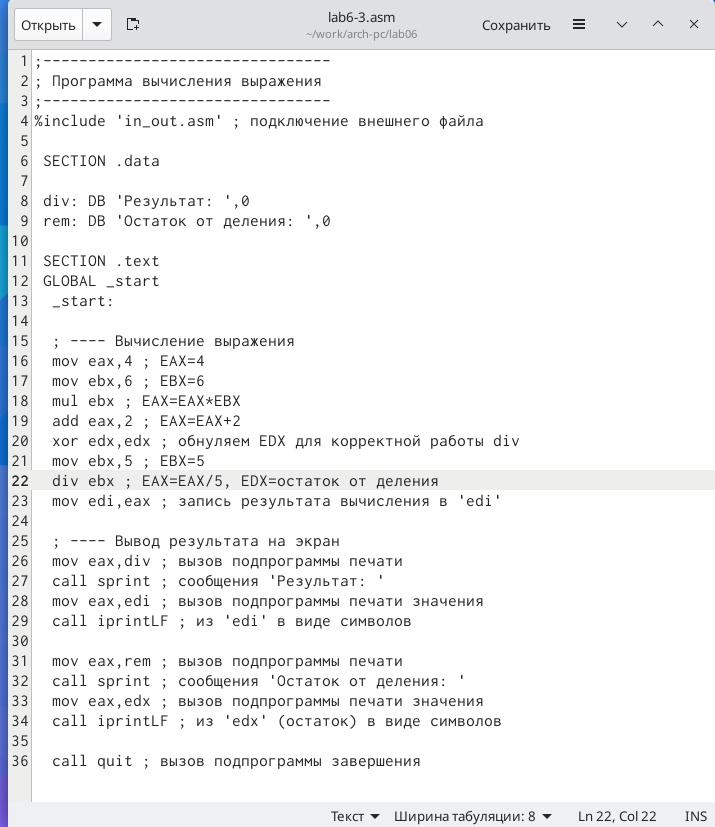 Открыть
lab6-3.asm
~/work/arch-pc/lab06
Сохранить
1 ;--------------------------------
2 ; Программа вычисления выражения
3 ;--------------------------------
4 %include 'in_out.asm' ; подключение внешнего файла
5
6 SECTION .data
7
8 div: DB 'Результат: ',0
9 rem: DB 'Остаток от деления: ',0
10
11 SECTION .text
12 GLOBAL _start
13 _start:
14
15 ; ---- Вычисление выражения
16 mov eax,4 ; EAX=4
17 mov ebx,6 ; EBX=6
18 mul ebx ; EAX=EAX*EBX
19 add eax,2 ; EAX=EAX+2
20 xor edx,edx ; обнуляем EDX для корректной работы div
21 mov ebx,5 ; EBX=5
22 div ebx ; EAX=EAX/5, EDX=остаток от деления
23 mov edi,eax ; запись результата вычисления в 'edi'
24
25 ; ---- Вывод результата на экран
26 mov eax,div ; вызов подпрограммы печати
27 call sprint ; сообщения 'Результат: '
28 mov eax,edi ; вызов подпрограммы печати значения
29 call iprintLF ; из 'edi' в виде символов
30
31 mov eax,rem ; вызов подпрограммы печати
32 call sprint ; сообщения 'Остаток от деления: '
33 mov eax,edx ; вызов подпрограммы печати значения
34 call iprintLF ; из 'edx' (остаток) в виде символов
35
36 call quit ; вызов подпрограммы завершения
Текст Ширина табуляции: 8 Ln 22, Col 22 INS